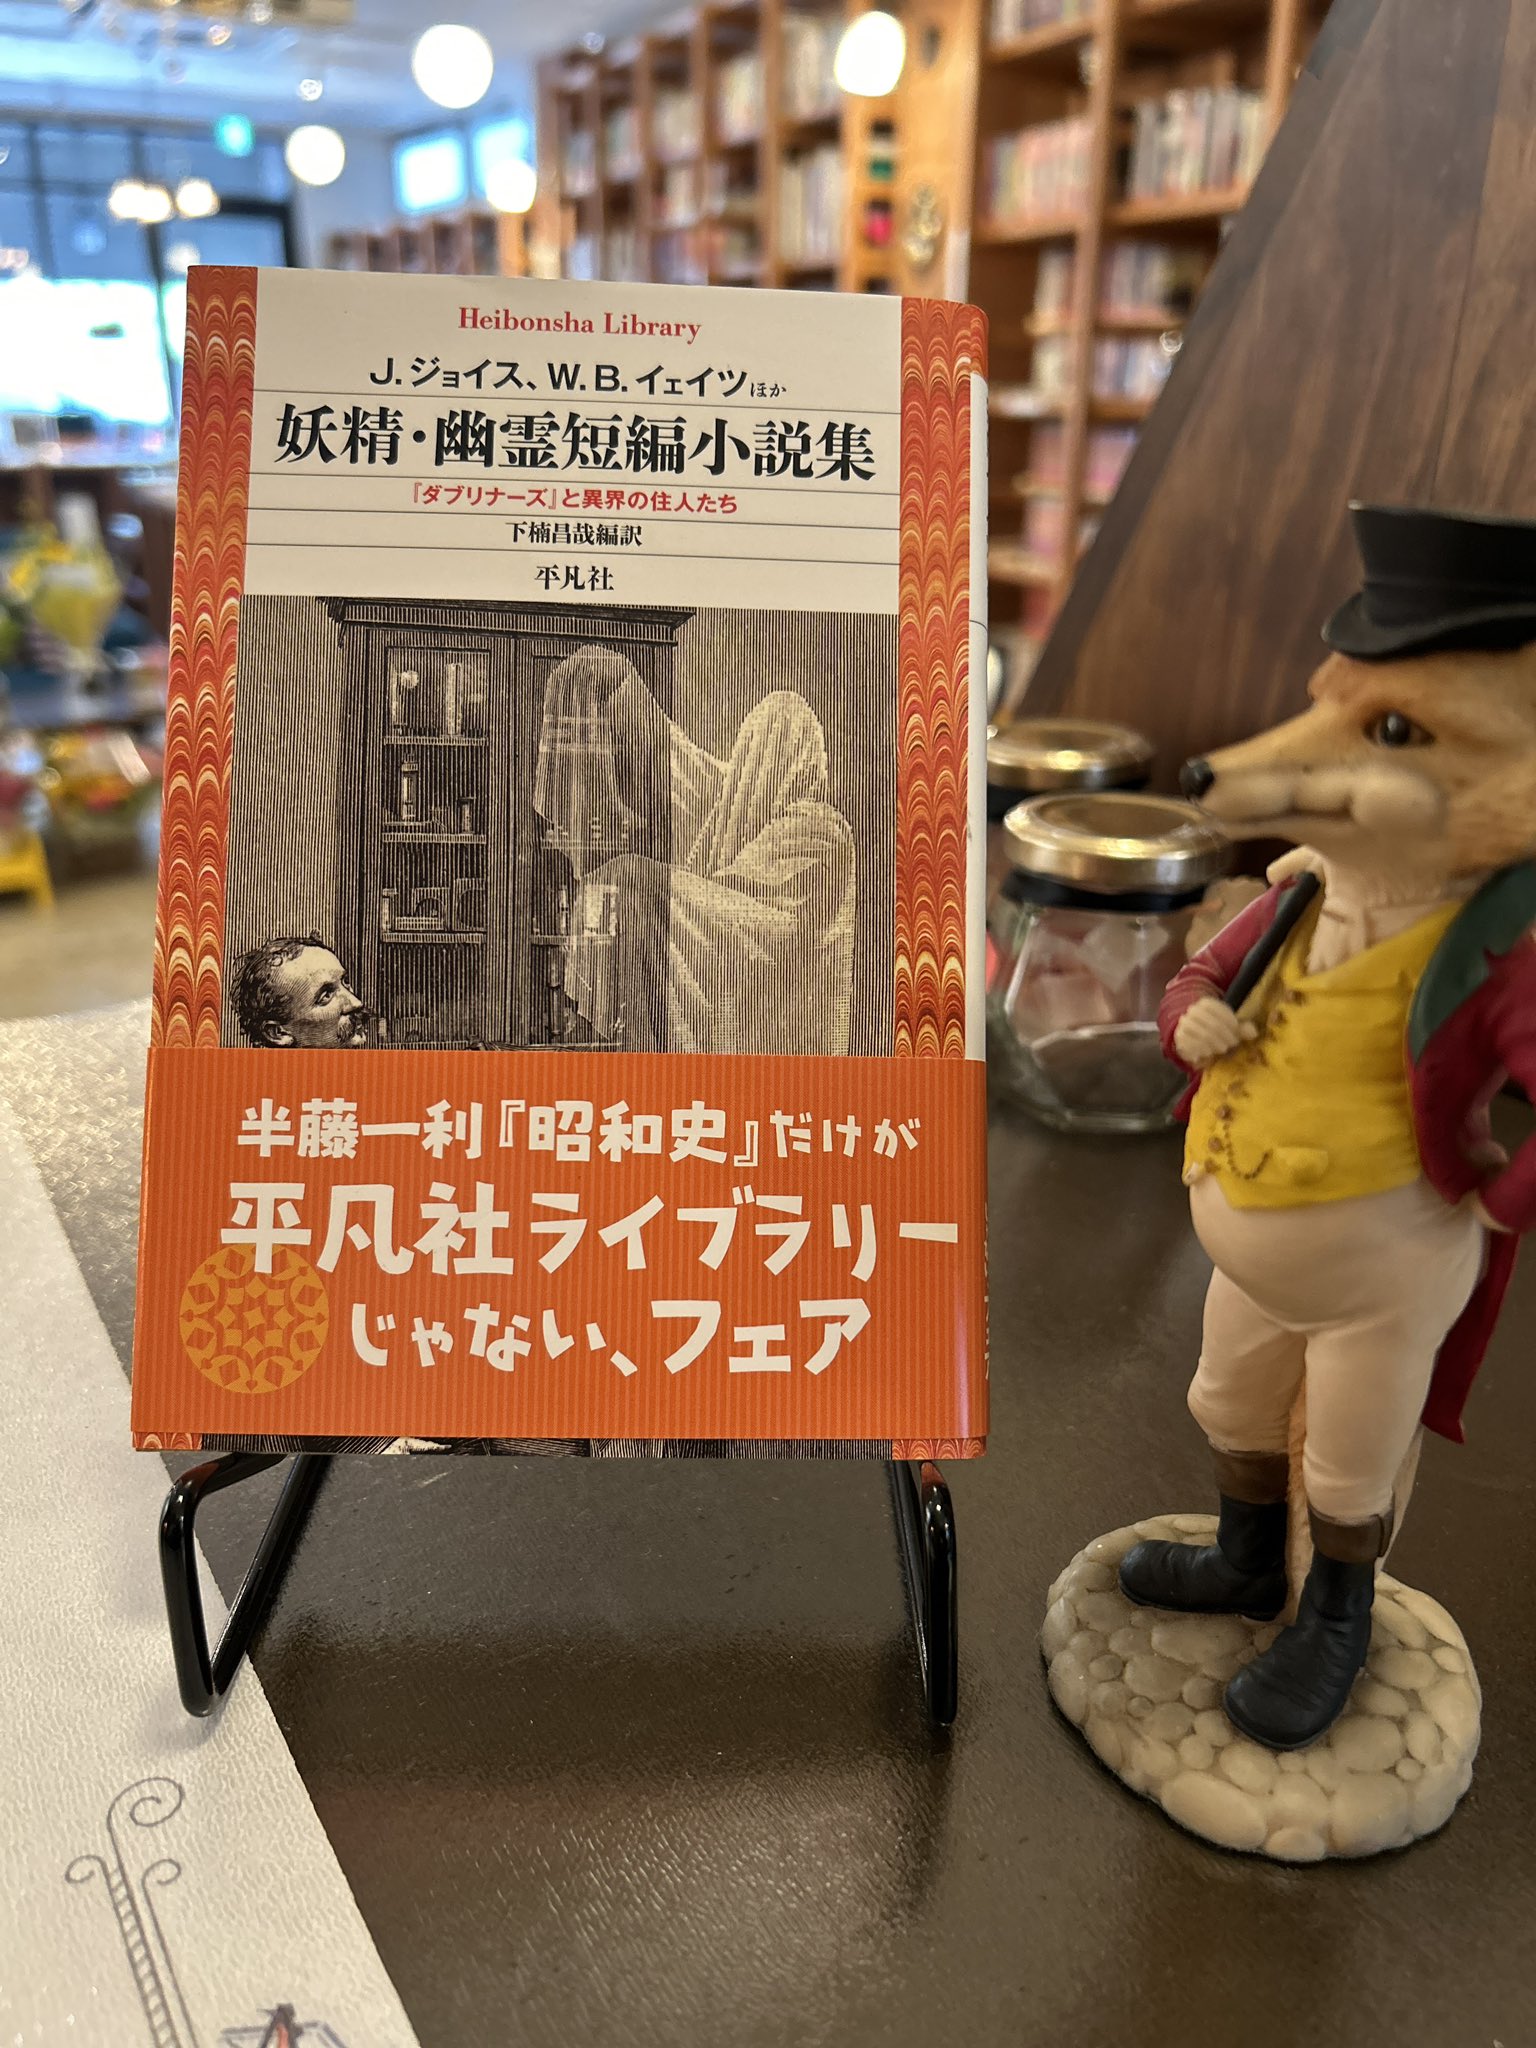 Heibonsha Library
J.ジョイス、W.B.イェイツほか
妖精・幽霊短編小説集
『ダブリナーズ』と異界の住人たち
下楠昌哉編訳
平凡社
半藤一利『昭和史』だけが
平凡社ライブラリー
じゃない、フェア